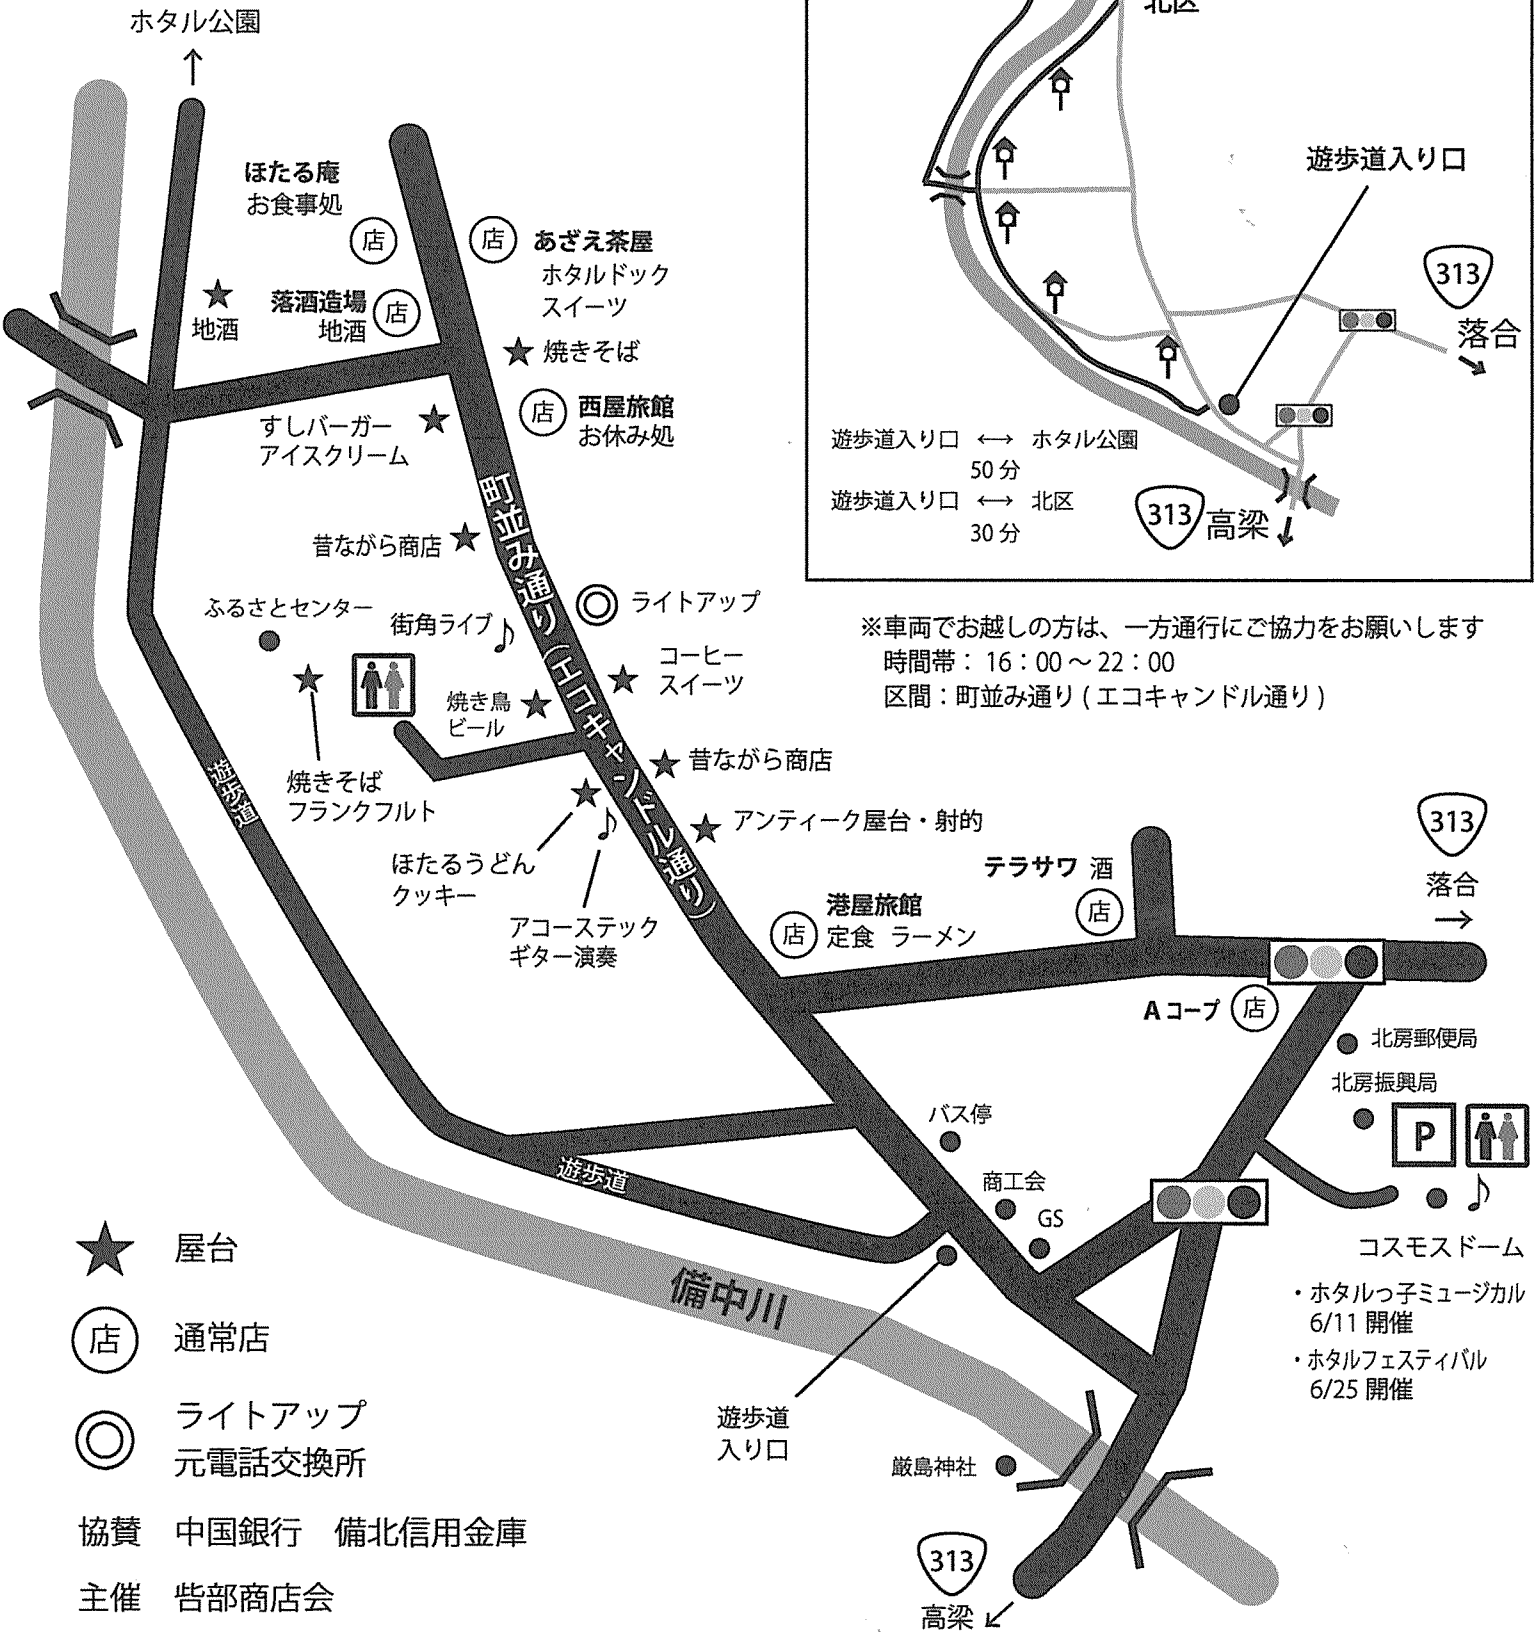 ホタル公園
ほたる庵
お食事処
店
店
あざえ茶屋
ホタルドック
スイーツ
地酒
落酒造場
地酒
店
焼きそば
店
西屋旅館
お休み処
すしバーガー
アイスクリーム
町並み通り(エコキャンドル通り)
昔ながら商店
ライトアップ
ふるさとセンター
街角ライブ
コーヒー
スイーツ
焼き鳥
ビール
昔ながら商店
焼きそば
フランクフルト
遊歩道
アンティーク屋台・射的
ほたるうどん
クッキー
アコーステック
ギター演奏
北区
遊歩道入り口
313
落合
遊歩道入り口 ←→ ホタル公園
50 分
遊歩道入り口 ←→ 北区
30 分
313
高梁
※車両でお越しの方は、一方通行にご協力をお願いします
時間帯： 16：00 ～ 22：00
区間：町並み通り ( エコキャンドル通り )
313
落合
テラサワ 酒
店
港屋旅館
店
定食 ラーメン
A コープ
店
北房郵便局
北房振興局
P
バス停
商工会
GS
遊歩道
コスモスドーム
・ホタルっ子ミュージカル
6/11 開催
・ホタルフェスティバル
6/25 開催
備中川
遊歩道
入り口
厳島神社
313
高梁
屋台
店
通常店
ライトアップ
元電話交換所
協賛 中国銀行 備北信用金庫
主催 呰部商店会